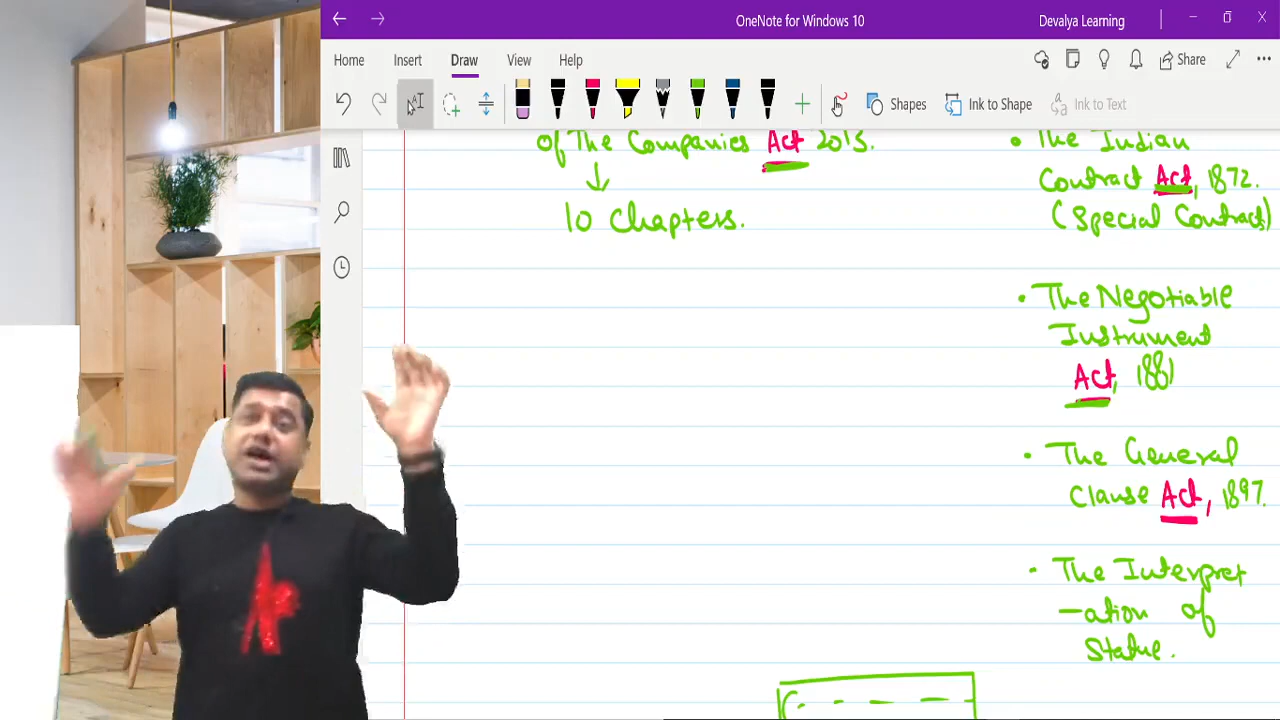 OneNote for Windows 10
Devalya Learning
Home Insert Draw View Help
Share
Shapes
Ink to Shape
Ink to Text
of The Companies Act 2013.
10 Chapters.
• The Indian
Contract Act, 1872.
(Special Contract)
• The Negotiable
Instrument
Act, 1881
• The General
Clause Act, 1897.
• The Interpret
-ation of
Statue.